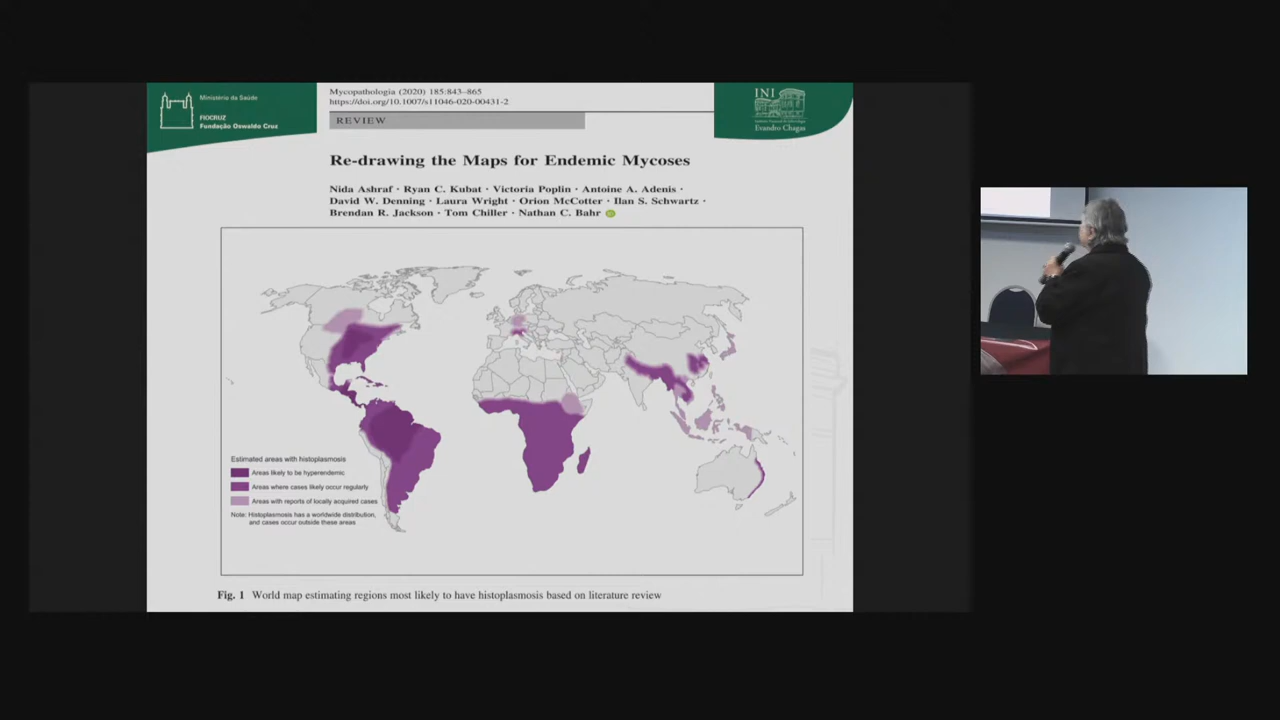 Ministério da Saúde
FIOCRUZ
Fundação Oswaldo Cruz
Mycopathologia (2020) 185:843–865
https://doi.org/10.1007/s11046-020-00431-2
REVIEW
INI
Evandro Chagas
Re-drawing the Maps for Endemic Mycoses
Nida Ashraf · Ryan C. Kubat · Victoria Poplin · Antoine A. Adenis ·
David W. Denning · Laura Wright · Orion McCotter · Ilan S. Schwartz ·
Brendan R. Jackson · Tom Chiller · Nathan C. Bahr
Estimated areas with histoplasmosis
Areas likely to be hyperendemic
Areas where cases likely occur regularly
Areas with reports of locally acquired cases
Note: Histoplasmosis has a worldwide distribution,
and cases occur outside these areas
Fig. 1 World map estimating regions most likely to have histoplasmosis based on literature review